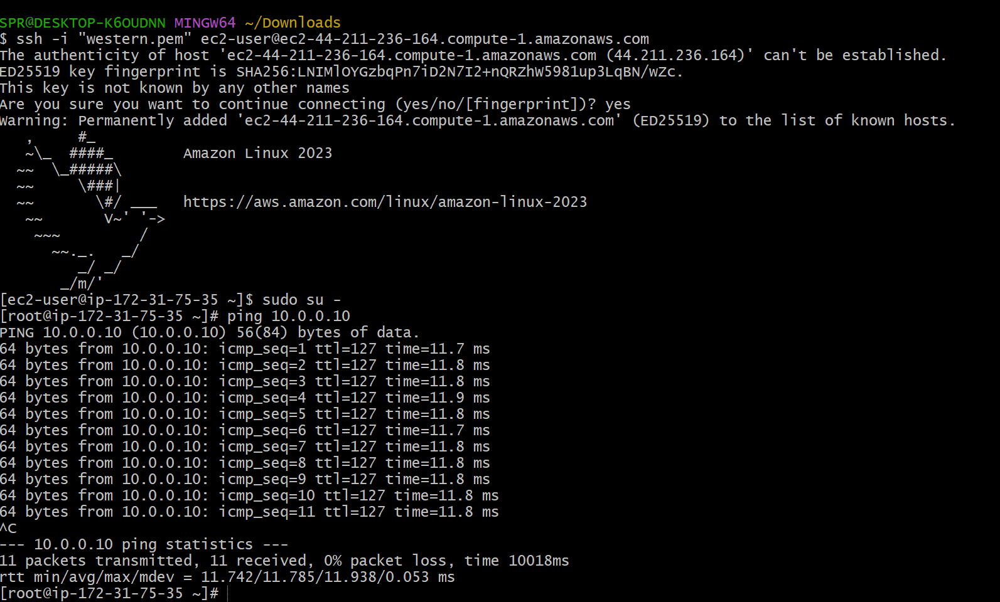 SPR@DESKTOP-K6OUDNN MINGW64 ~/Downloads
$ ssh -i "western.pem" ec2-user@ec2-44-211-236-164.compute-1.amazonaws.com
The authenticity of host 'ec2-44-211-236-164.compute-1.amazonaws.com (44.211.236.164)' can't be established.
ED25519 key fingerprint is SHA256:LNIMlOYGzbqPn7iD2N7I2+nQRZhW5981up3LqBN/wZc.
This key is not known by any other names
Are you sure you want to continue connecting (yes/no/[fingerprint])? yes
Warning: Permanently added 'ec2-44-211-236-164.compute-1.amazonaws.com' (ED25519) to the list of known hosts.
   ,     #_
   ~\_  ####_        Amazon Linux 2023
  ~~  \_#####\
  ~~     \###|
  ~~       \#/ ___   https://aws.amazon.com/linux/amazon-linux-2023
   ~~       V~' '->
    ~~~         /
      ~~._.   _/
         _/ _/
       _/m/'
[ec2-user@ip-172-31-75-35 ~]$ sudo su -
[root@ip-172-31-75-35 ~]# ping 10.0.0.10
PING 10.0.0.10 (10.0.0.10) 56(84) bytes of data.
64 bytes from 10.0.0.10: icmp_seq=1 ttl=127 time=11.7 ms
64 bytes from 10.0.0.10: icmp_seq=2 ttl=127 time=11.8 ms
64 bytes from 10.0.0.10: icmp_seq=3 ttl=127 time=11.8 ms
64 bytes from 10.0.0.10: icmp_seq=4 ttl=127 time=11.9 ms
64 bytes from 10.0.0.10: icmp_seq=5 ttl=127 time=11.8 ms
64 bytes from 10.0.0.10: icmp_seq=6 ttl=127 time=11.7 ms
64 bytes from 10.0.0.10: icmp_seq=7 ttl=127 time=11.8 ms
64 bytes from 10.0.0.10: icmp_seq=8 ttl=127 time=11.8 ms
64 bytes from 10.0.0.10: icmp_seq=9 ttl=127 time=11.8 ms
64 bytes from 10.0.0.10: icmp_seq=10 ttl=127 time=11.8 ms
64 bytes from 10.0.0.10: icmp_seq=11 ttl=127 time=11.8 ms
^C
--- 10.0.0.10 ping statistics ---
11 packets transmitted, 11 received, 0% packet loss, time 10018ms
rtt min/avg/max/mdev = 11.742/11.785/11.938/0.053 ms
[root@ip-172-31-75-35 ~]#